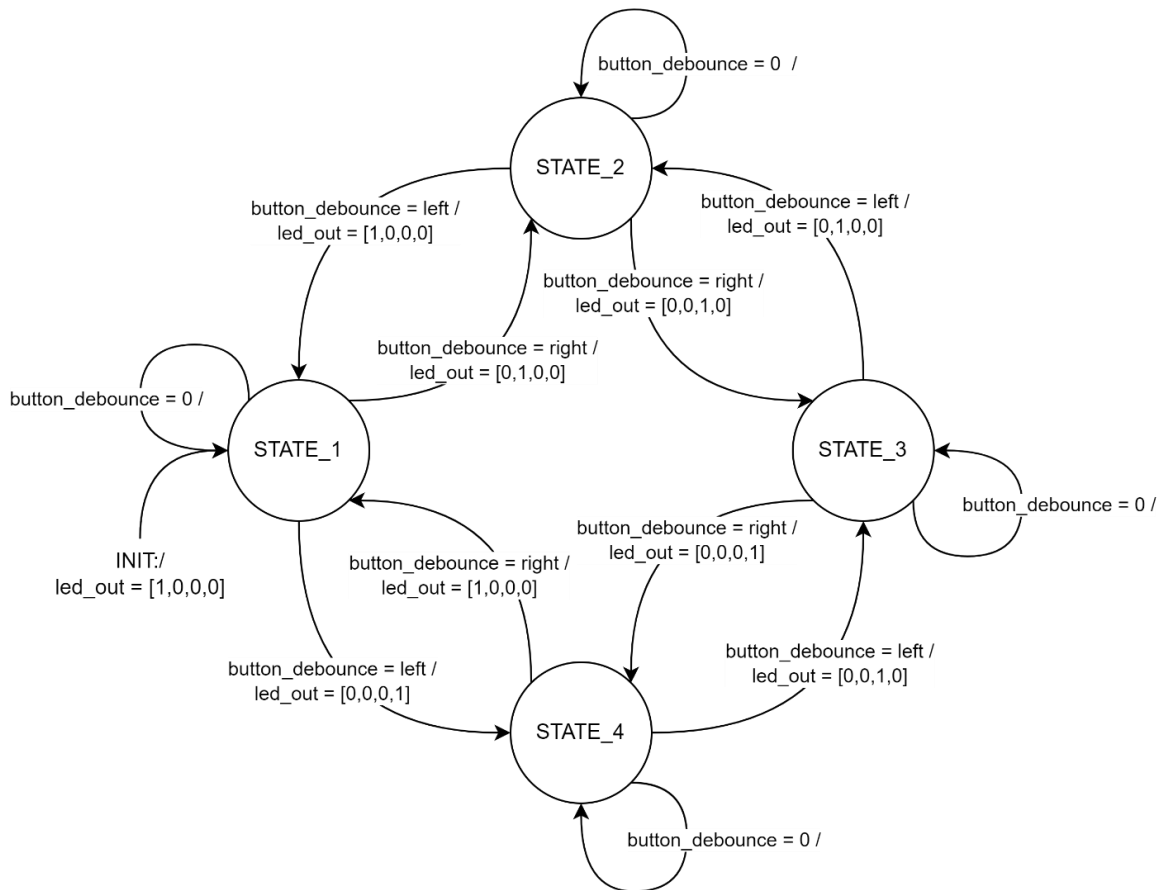 button_debounce = 0 /
STATE_2
button_debounce = left /
led_out = [1,0,0,0]
button_debounce = left /
led_out = [0,1,0,0]
button_debounce = right /
led_out = [0,0,1,0]
button_debounce = right /
led_out = [0,1,0,0]
button_debounce = 0 /
STATE_1
STATE_3
button_debounce = 0 /
INIT:/
led_out = [1,0,0,0]
button_debounce = right /
led_out = [1,0,0,0]
button_debounce = right /
led_out = [0,0,0,1]
button_debounce = left /
led_out = [0,0,0,1]
button_debounce = left /
led_out = [0,0,1,0]
STATE_4
button_debounce = 0 /